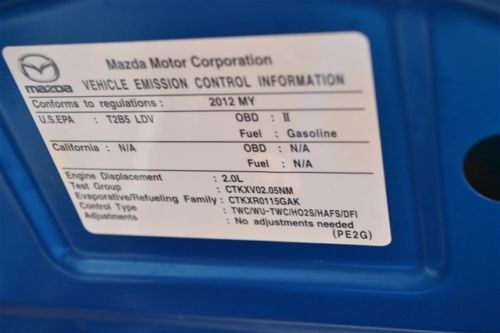 Mazda Motor Corporation
mazda
VEHICLE EMISSION CONTROL INFORMATION
Conforms to regulations : 2012 MY
U.S.EPA : T2B5 LDV OBD : II
Fuel : Gasoline
California : N/A OBD : N/A
Fuel : N/A
Engine Displacement : 2.0L
Test Group : CTKXV02.05NM
Evaporative/Refueling Family : CTKXR0115GAK
Control Type : TWC/WU-TWC/HO2S/HAFS/DFI
Adjustments : No adjustments needed
(PE2G)